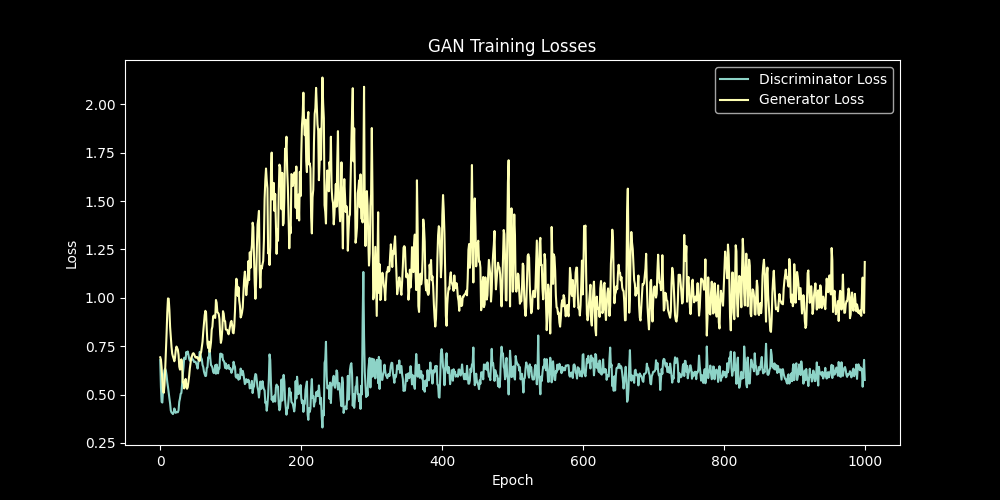 GAN Training Losses
Discriminator Loss
Generator Loss
2.00
1.75
1.50
1.25
1.00
0.75
0.50
0.25
Loss
0
200
400
600
800
1000
Epoch